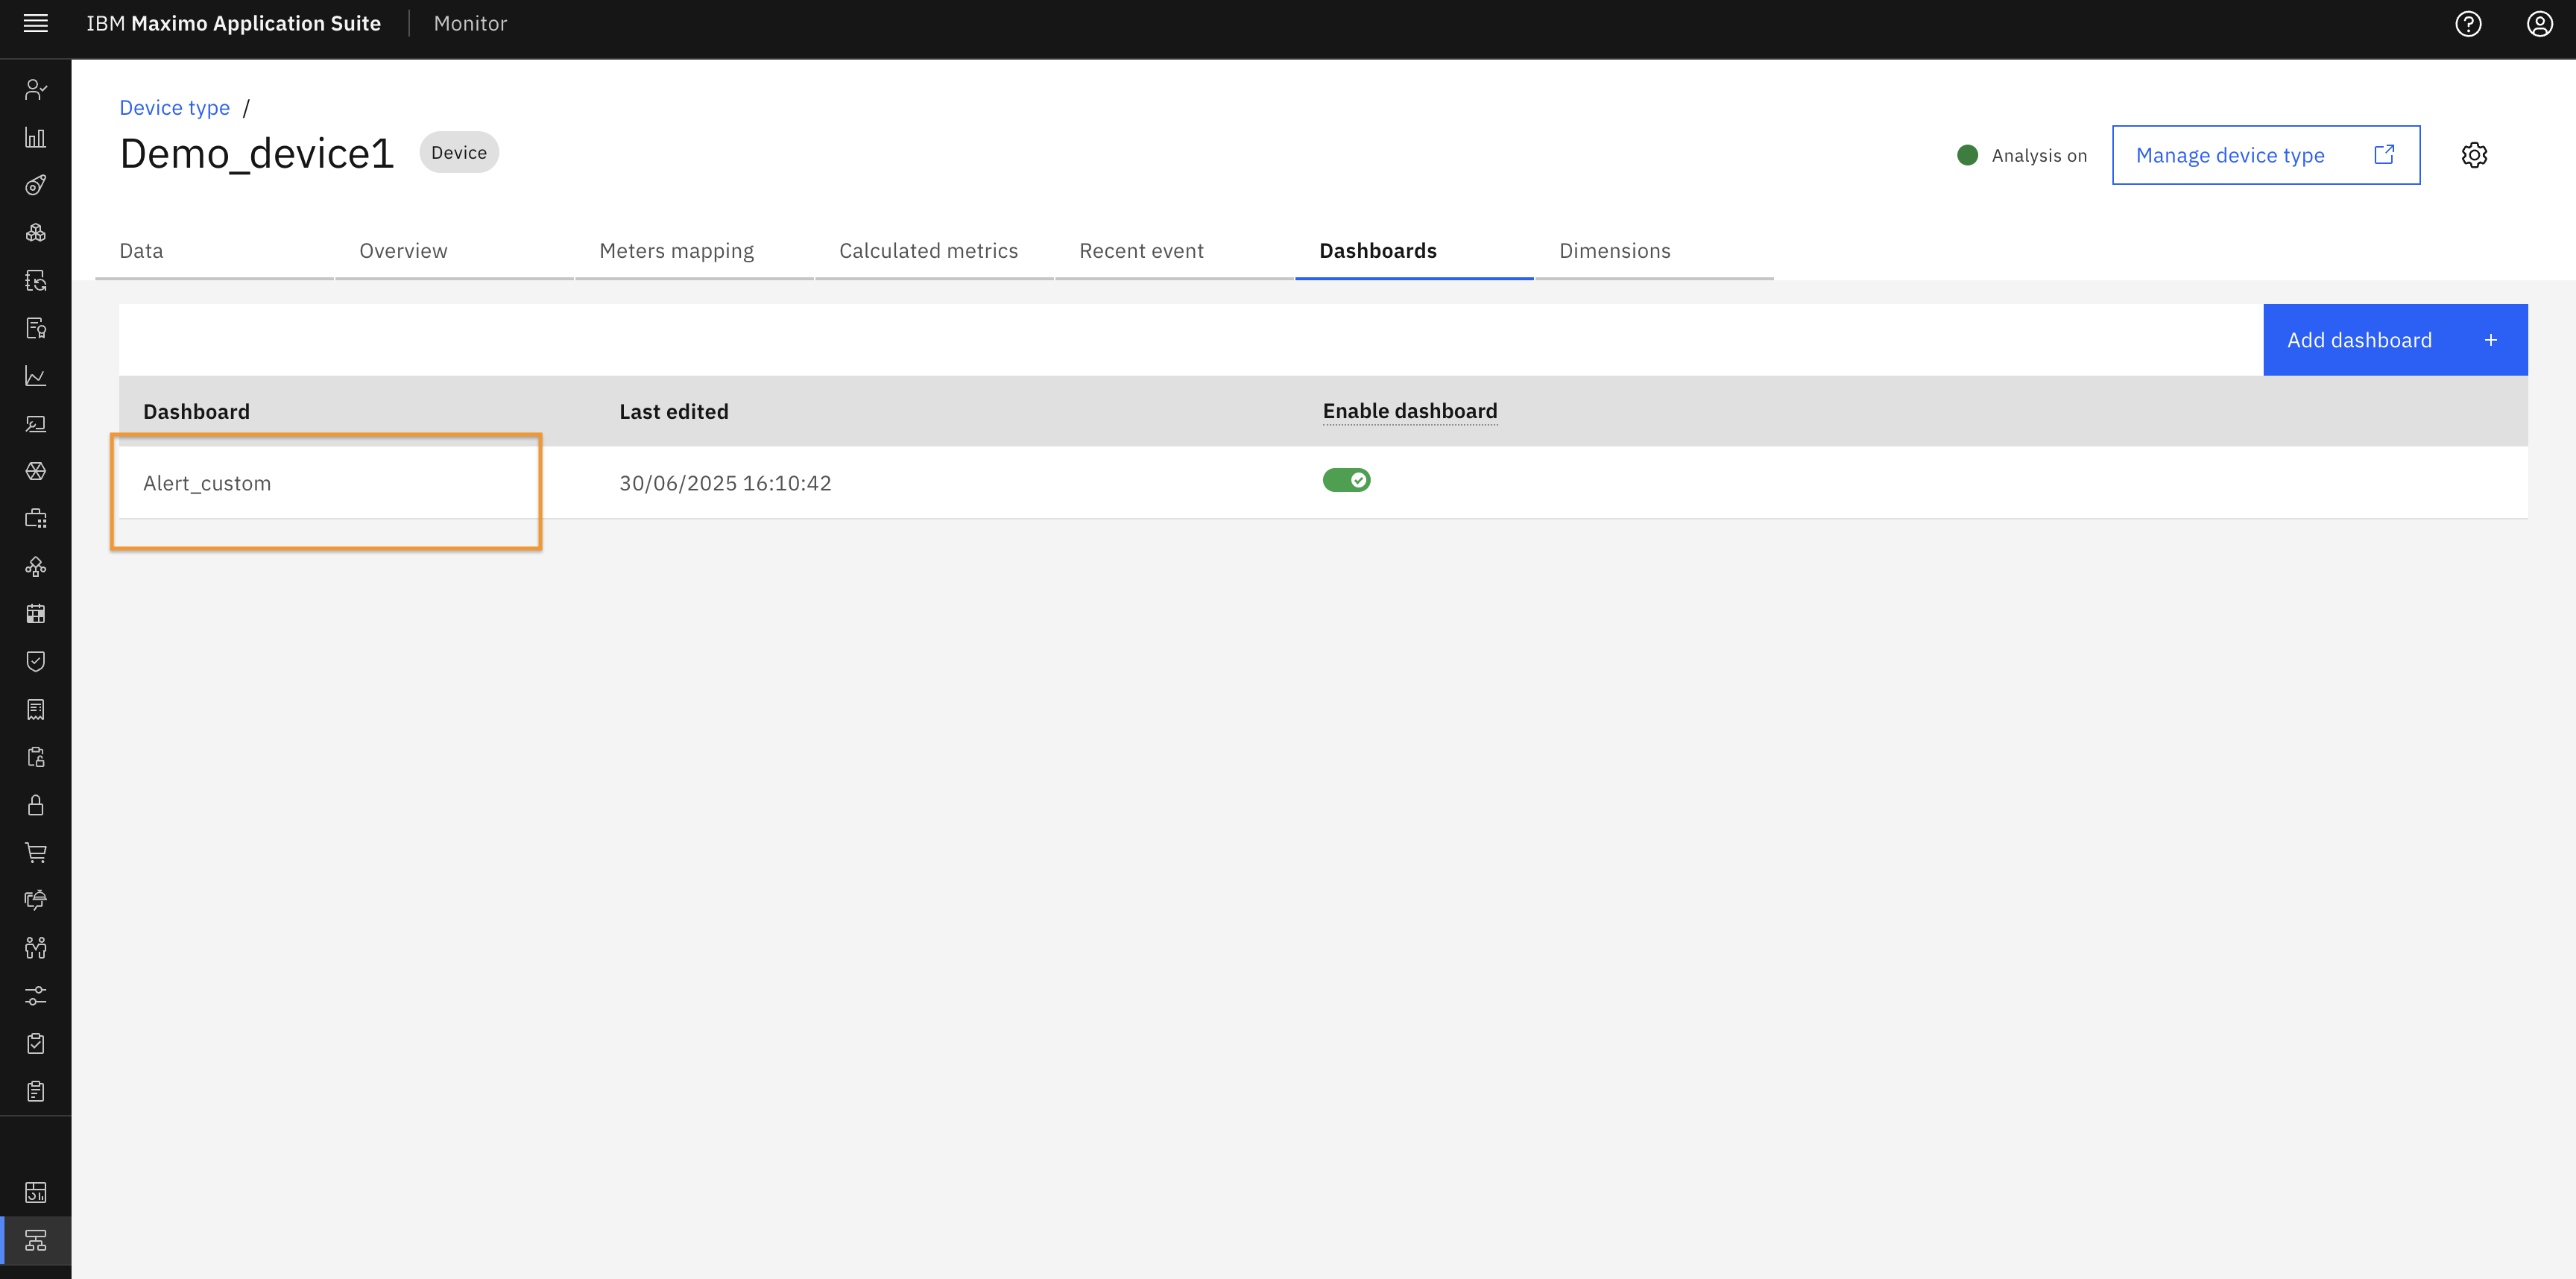 IBM Maximo Application Suite Monitor
Device type /
Demo_device1 Device
Analysis on Manage device type
Data Overview Meters mapping Calculated metrics Recent event Dashboards Dimensions
Add dashboard +
Dashboard Last edited Enable dashboard
Alert_custom 30/06/2025 16:10:42